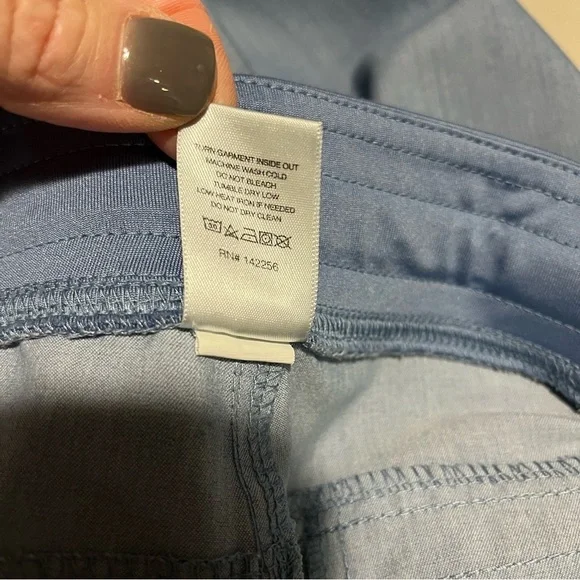 TURN GARMENT INSIDE OUT
MACHINE WASH COLD
DO NOT BLEACH
TUMBLE DRY LOW
LOW HEAT IRON IF NEEDED
DO NOT DRY CLEAN
RN# 142256